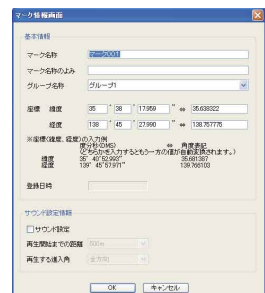 マーク情報画面
基本情報
マーク名称 マーク0001
マーク名称のよみ
グループ名称 グループ1
座標 緯度 35 ° 38 ' 17.959 " ⇔ 35.638322
経度 138 ° 45 ' 27.990 " ⇔ 138.757775
※座標(緯度、経度)の入力例
度分秒(DMS) ⇔ 角度表記
(どちらかを入力するともう一方の値が自動変換されます。)
緯度 35° 40' 52.993" 35.681387
経度 139° 45' 57.971" 139.766103
登録日時
サウンド設定情報
サウンド設定
再生開始までの距離 500m
再生する進入角 全方向
OK キャンセル